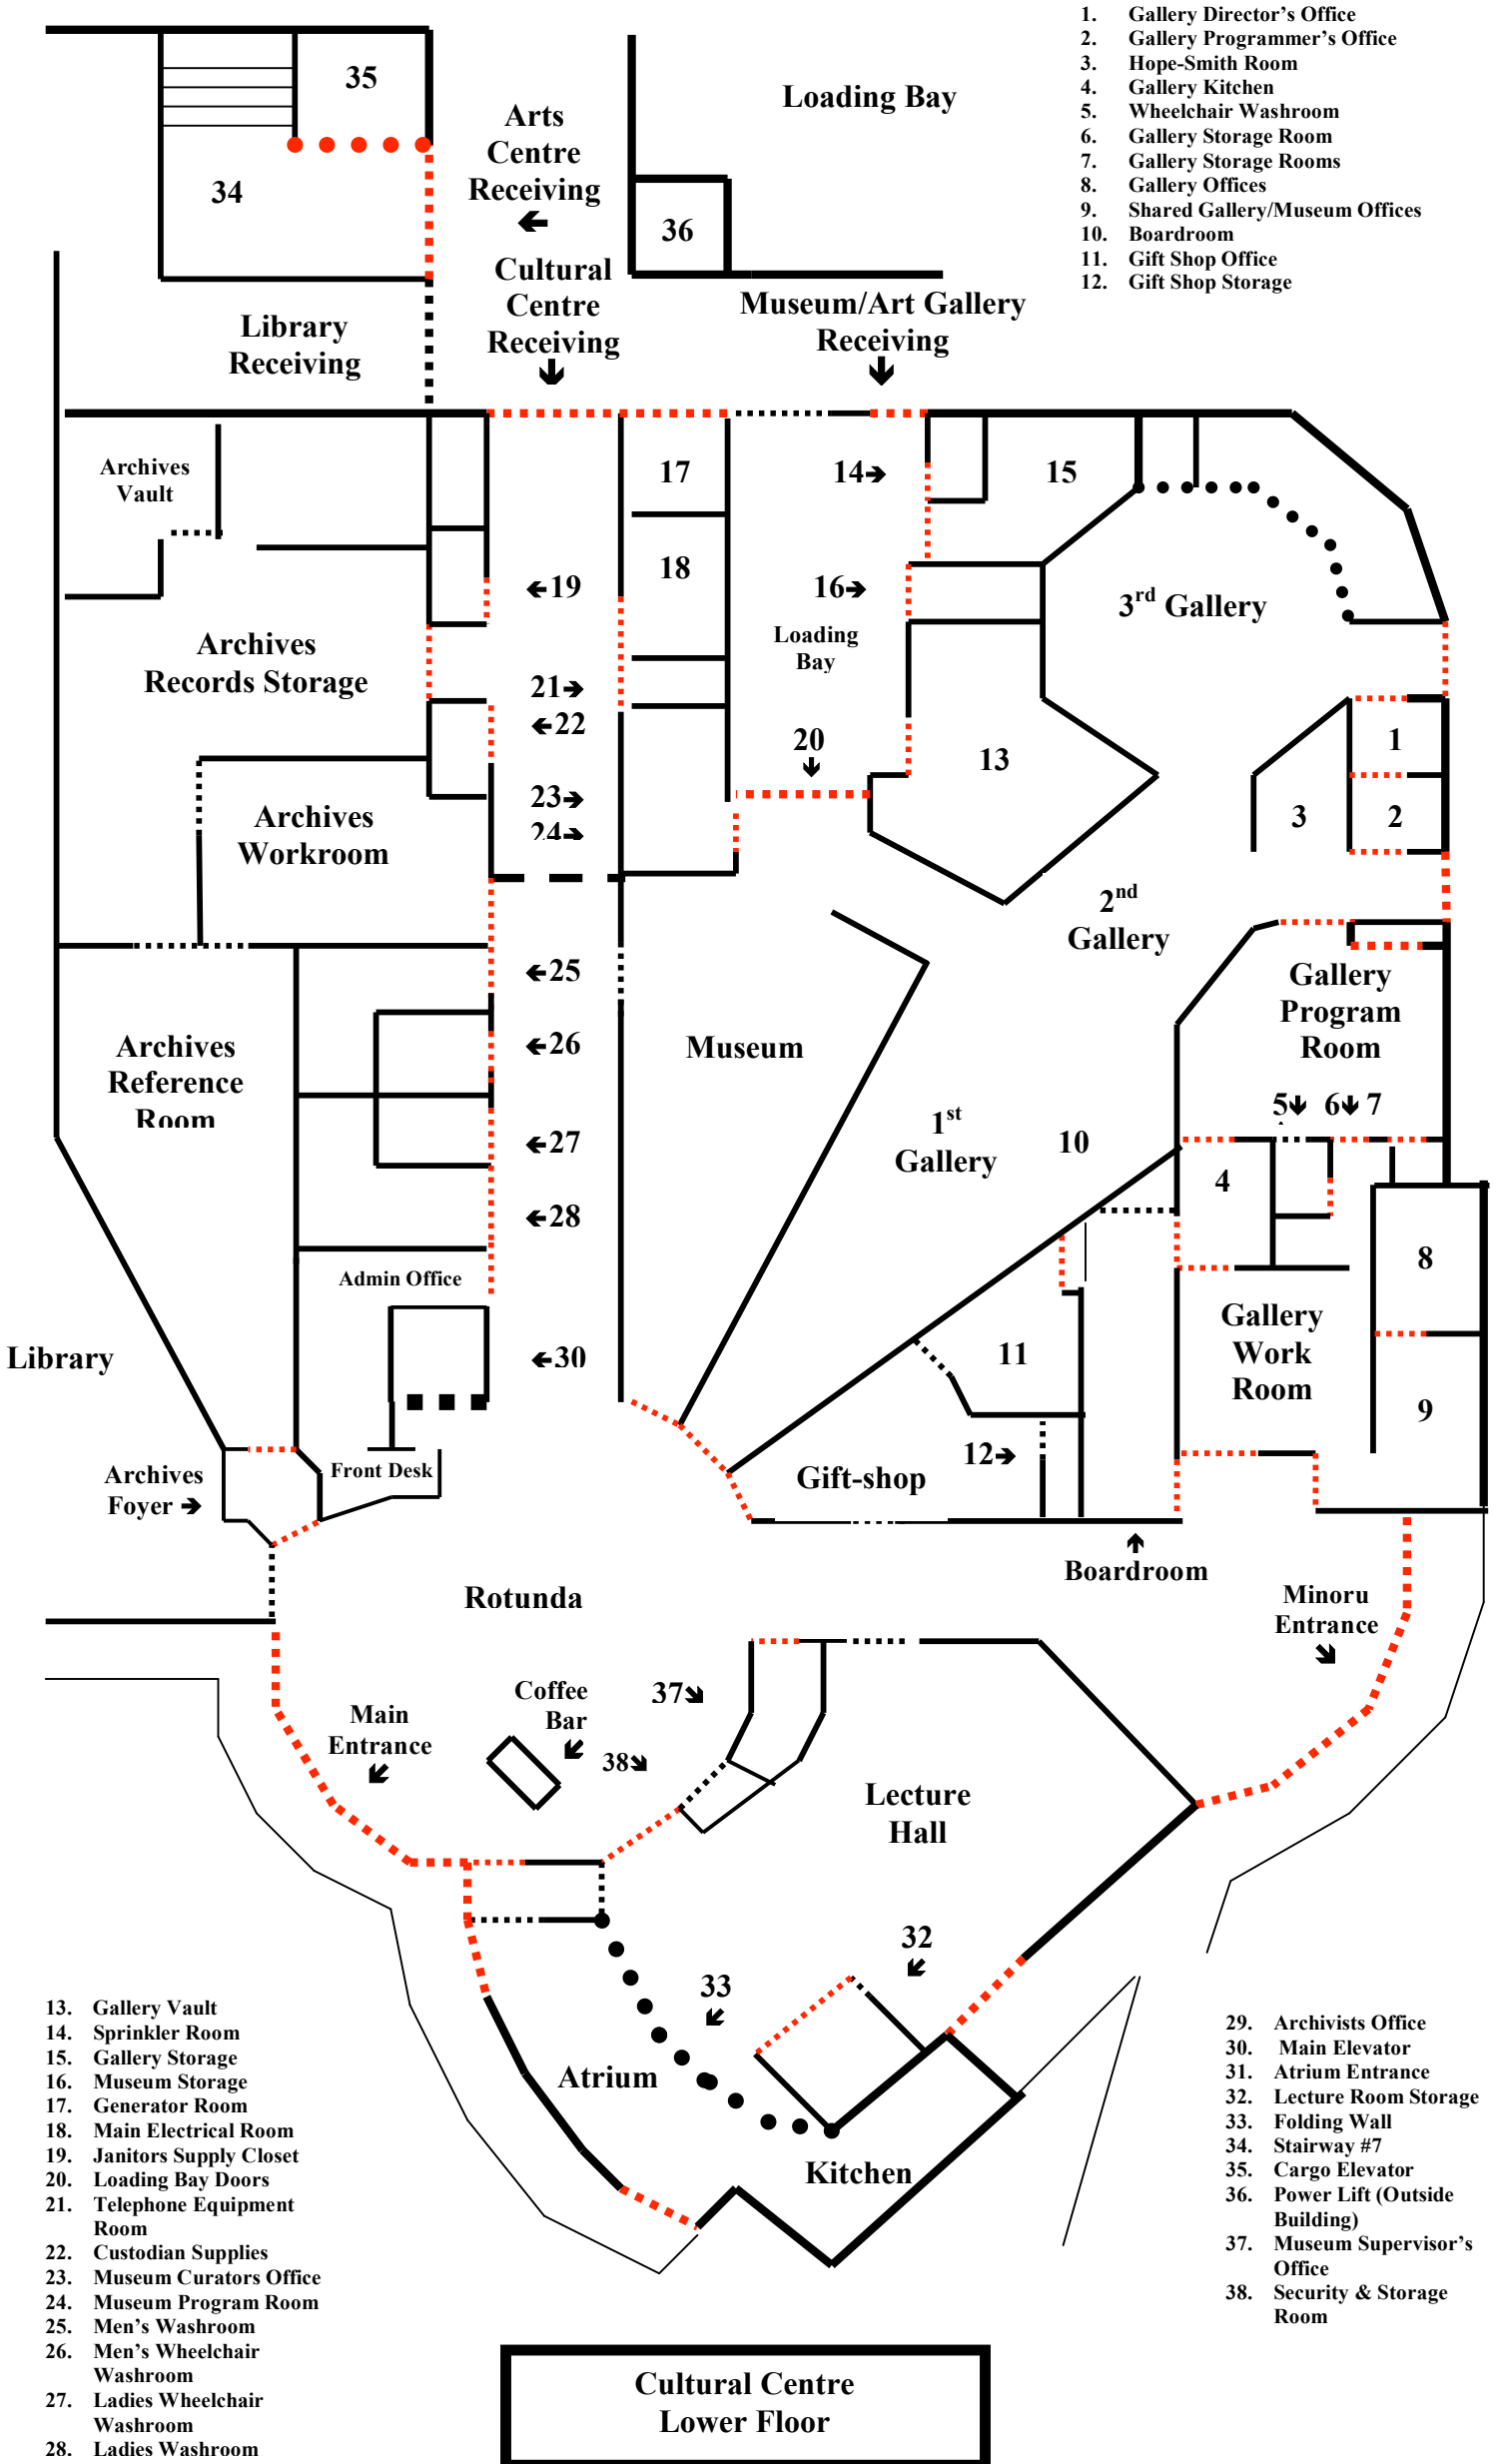 1. Gallery Director's Office
2. Gallery Programmer's Office
3. Hope-Smith Room
4. Gallery Kitchen
5. Wheelchair Washroom
6. Gallery Storage Room
7. Gallery Storage Rooms
8. Gallery Offices
9. Shared Gallery/Museum Offices
10. Boardroom
11. Gift Shop Office
12. Gift Shop Storage
35
34
Arts
Centre
Receiving
←
Loading Bay
36
Cultural
Centre
Receiving
↓
Museum/Art Gallery
Receiving
↓
Library
Receiving
Archives
Vault
17
14→
15
18
←19
16→
3rd Gallery
Loading
Bay
Archives
Records Storage
21→
←22
20
↓
13
1
23→
24→
Archives
Workroom
3
2
2nd
Gallery
←25
Gallery
Program
Room
←26
Museum
Archives
Reference
Room
5↓ 6↓ 7
←27
1st
Gallery
10
4
←28
8
Admin Office
Gallery
Work
Room
Library
←30
11
9
Archives
Foyer →
Front Desk
Gift-shop
12→
↑
Boardroom
Rotunda
Minoru
Entrance
↘
Main
Entrance
↙
Coffee
Bar
↙
37↘
38↘
Lecture
Hall
32
↙
33
↙
Atrium
Kitchen
13. Gallery Vault
14. Sprinkler Room
15. Gallery Storage
16. Museum Storage
17. Generator Room
18. Main Electrical Room
19. Janitors Supply Closet
20. Loading Bay Doors
21. Telephone Equipment
Room
22. Custodian Supplies
23. Museum Curators Office
24. Museum Program Room
25. Men's Washroom
26. Men's Wheelchair
Washroom
27. Ladies Wheelchair
Washroom
28. Ladies Washroom
29. Archivists Office
30. Main Elevator
31. Atrium Entrance
32. Lecture Room Storage
33. Folding Wall
34. Stairway #7
35. Cargo Elevator
36. Power Lift (Outside
Building)
37. Museum Supervisor's
Office
38. Security & Storage
Room
Cultural Centre
Lower Floor